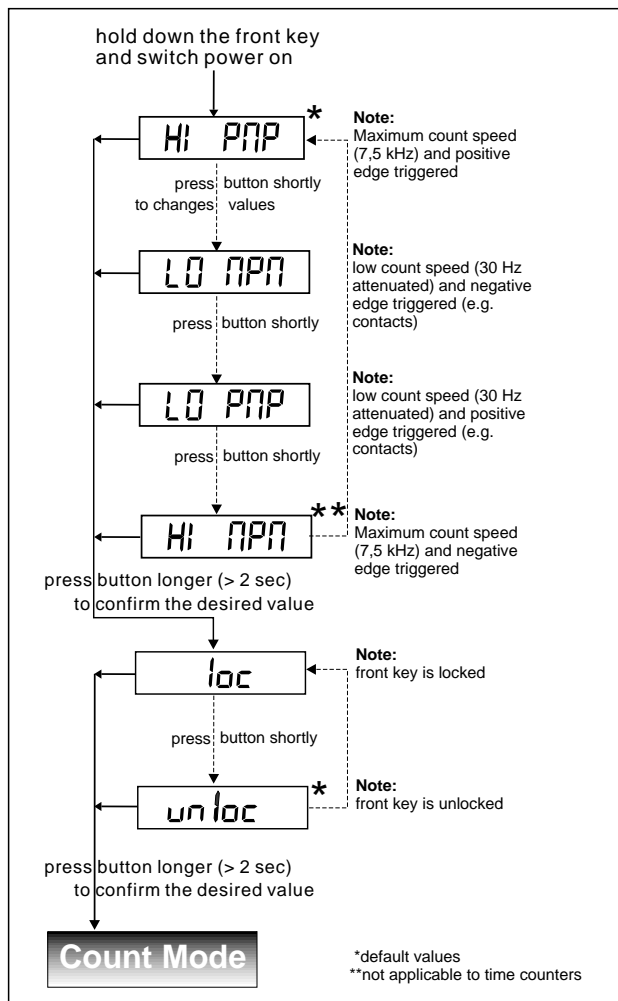 hold down the front key
and switch power on
HI PNP
*
Note:
Maximum count speed
(7,5 kHz) and positive
edge triggered
press button shortly
to changes values
LO NPN
Note:
low count speed (30 Hz
attenuated) and negative
edge triggered (e.g.
contacts)
press button shortly
LO PNP
Note:
low count speed (30 Hz
attenuated) and positive
edge triggered (e.g.
contacts)
press button shortly
HI NPN
**
Note:
Maximum count speed
(7,5 kHz) and negative
edge triggered
press button longer (> 2 sec)
to confirm the desired value
loc
Note:
front key is locked
press button shortly
unloc
*
Note:
front key is unlocked
press button longer (> 2 sec)
to confirm the desired value
Count Mode
*default values
**not applicable to time counters